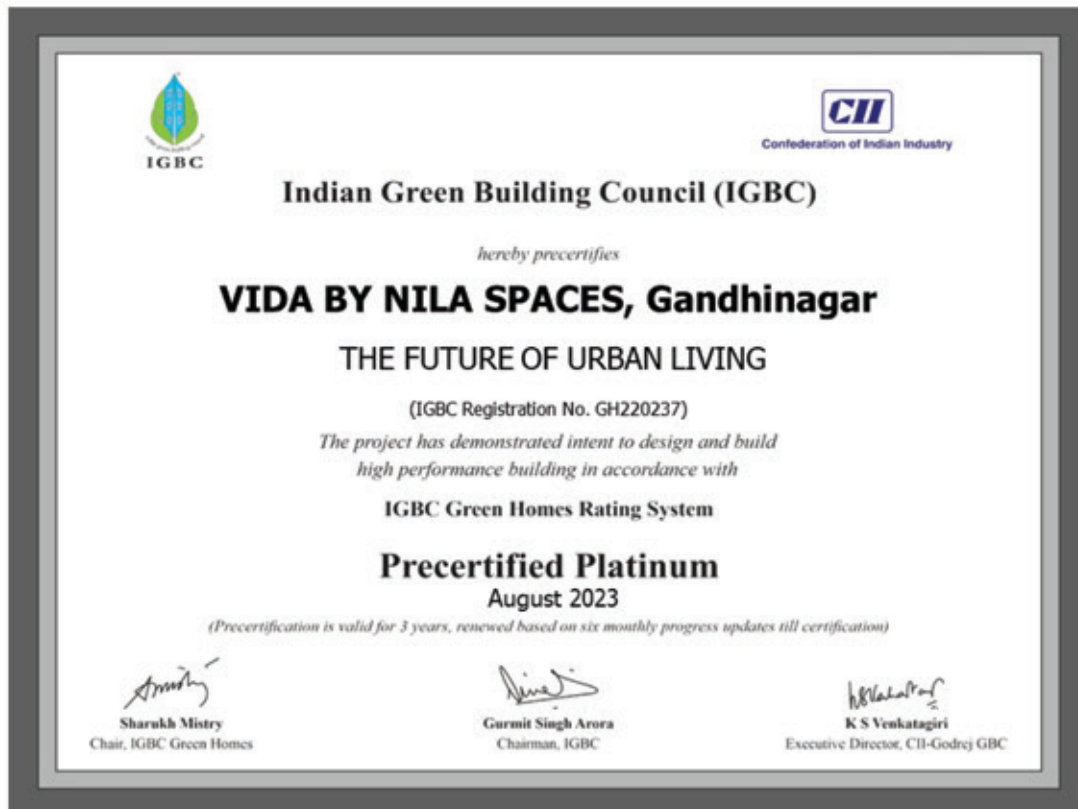 IGBC
CII
Confederation of Indian Industry
Indian Green Building Council (IGBC)
hereby precertifies
VIDA BY NILA SPACES, Gandhinagar
THE FUTURE OF URBAN LIVING
(IGBC Registration No. GH220237)
The project has demonstrated intent to design and build
high performance building in accordance with
IGBC Green Homes Rating System
Precertified Platinum
August 2023
(Precertification is valid for 3 years, renewed based on six monthly progress updates till certification)
Sharukh Mistry
Chair, IGBC Green Homes
Gurmit Singh Arora
Chairman, IGBC
K S Venkatagiri
Executive Director, CII-Godrej GBC